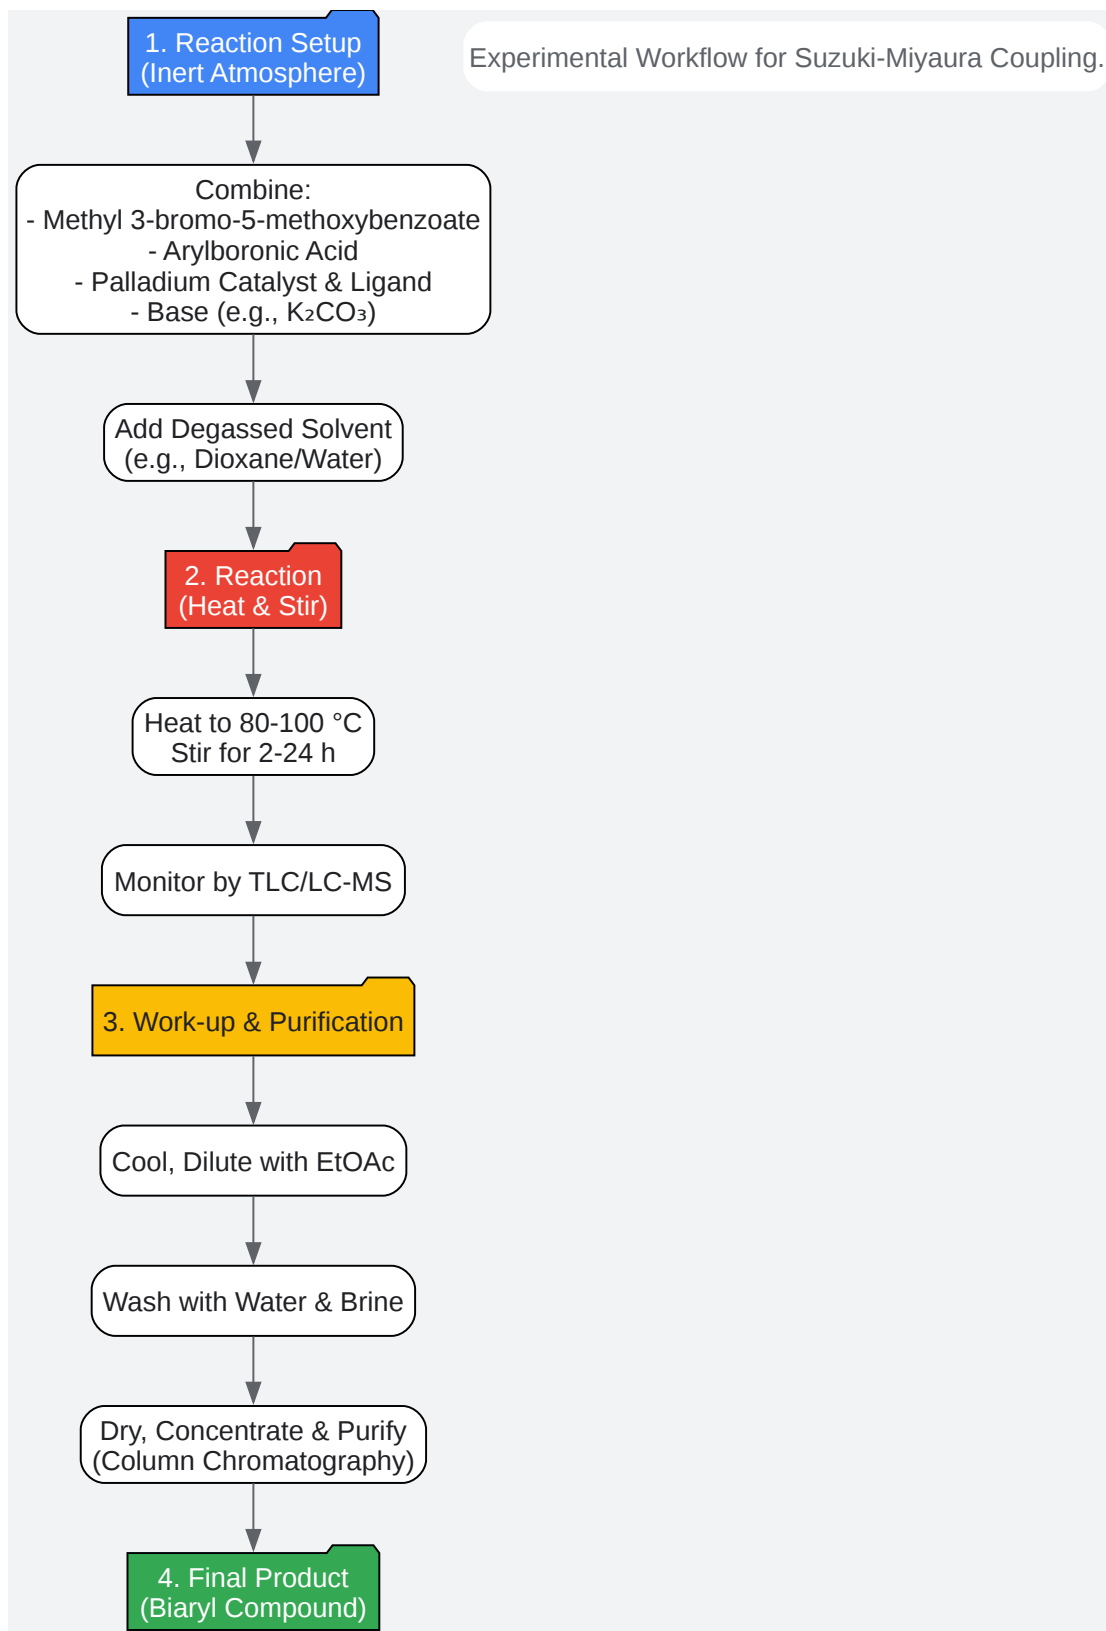 1. Reaction Setup
(Inert Atmosphere)
Experimental Workflow for Suzuki-Miyaura Coupling.
Combine:
- Methyl 3-bromo-5-methoxybenzoate
- Arylboronic Acid
- Palladium Catalyst & Ligand
- Base (e.g., K₂CO₃)
Add Degassed Solvent
(e.g., Dioxane/Water)
2. Reaction
(Heat & Stir)
Heat to 80-100 °C
Stir for 2-24 h
Monitor by TLC/LC-MS
3. Work-up & Purification
Cool, Dilute with EtOAc
Wash with Water & Brine
Dry, Concentrate & Purify
(Column Chromatography)
4. Final Product
(Biaryl Compound)